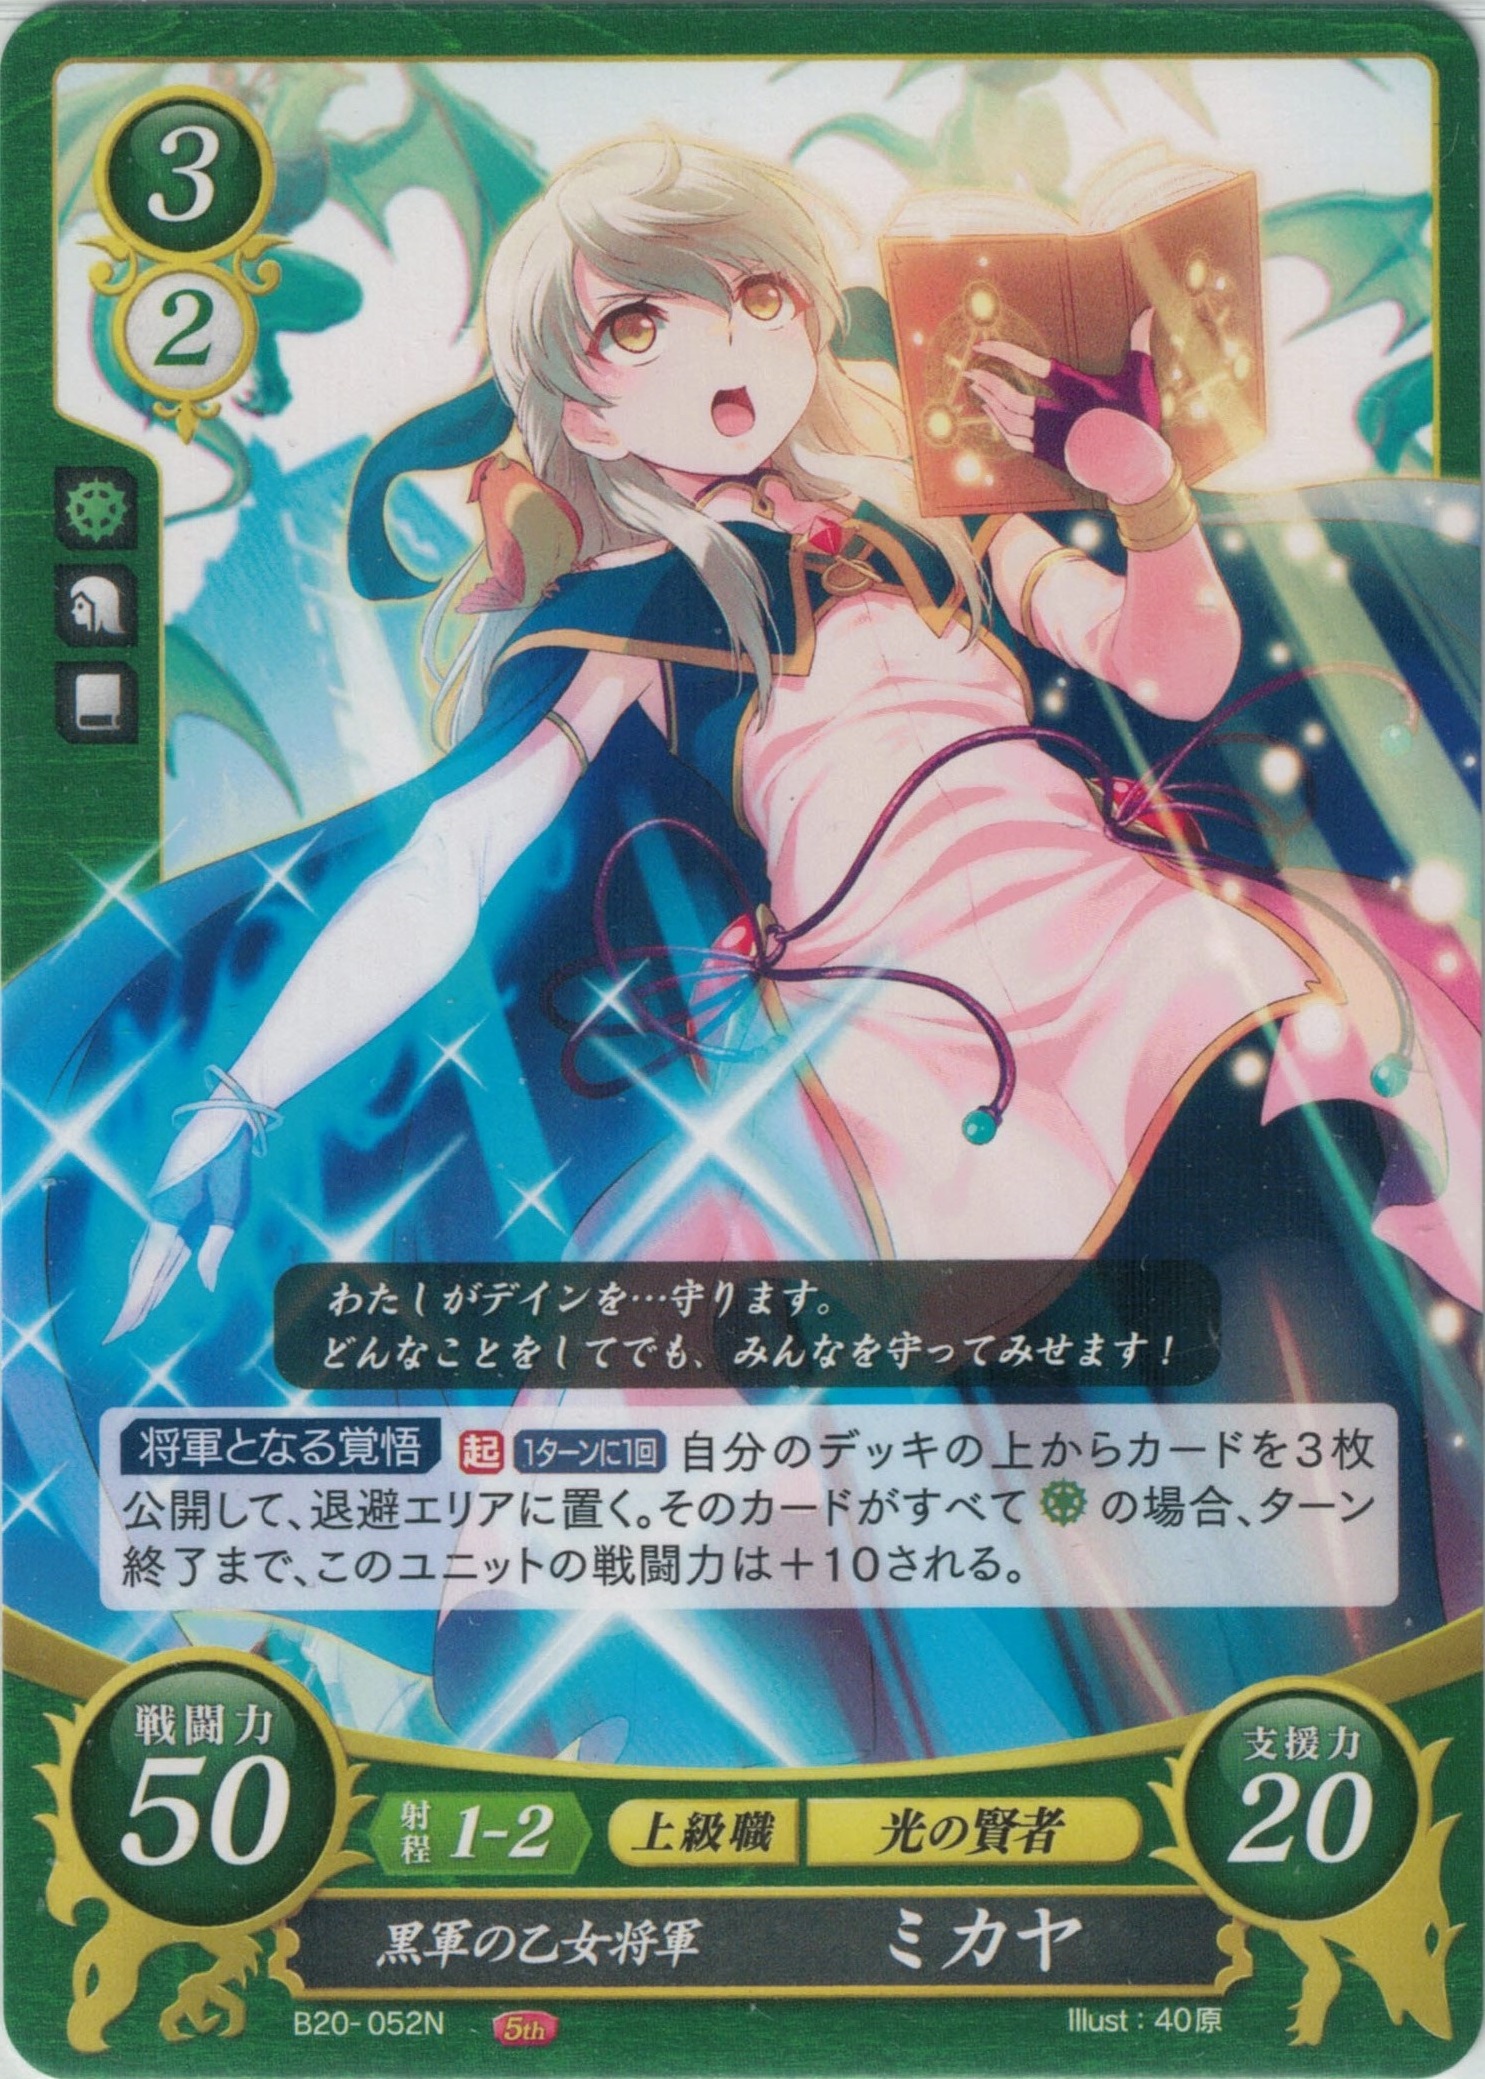 3
2
わたしがデインを…守ります。
どんなことをしてでも、みんなを守ってみせます！
将軍となる覚悟 起 1ターンに1回 自分のデッキの上からカードを３枚
公開して、退避エリアに置く。そのカードがすべて の場合、ターン
終了まで、このユニットの戦闘力は＋１０される。
戦闘力
50
射程 1-2
上級職 光の賢者
支援力
20
黒軍の乙女将軍 ミカヤ
B20-052N 5th Illust：40原